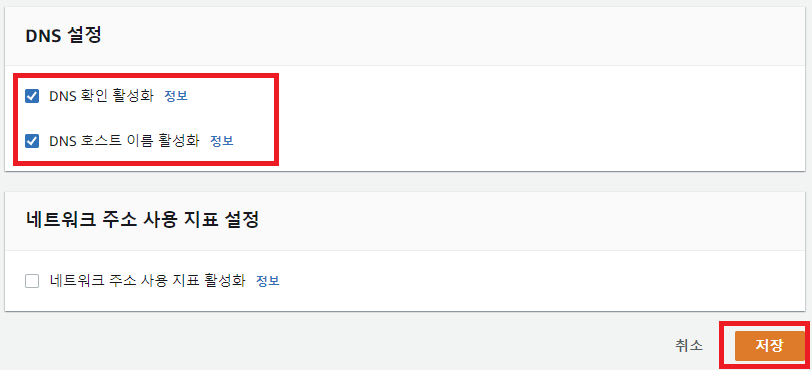 DNS 설정
DNS 확인 활성화 정보
DNS 호스트 이름 활성화 정보
네트워크 주소 사용 지표 설정
네트워크 주소 사용 지표 활성화 정보
취소 저장